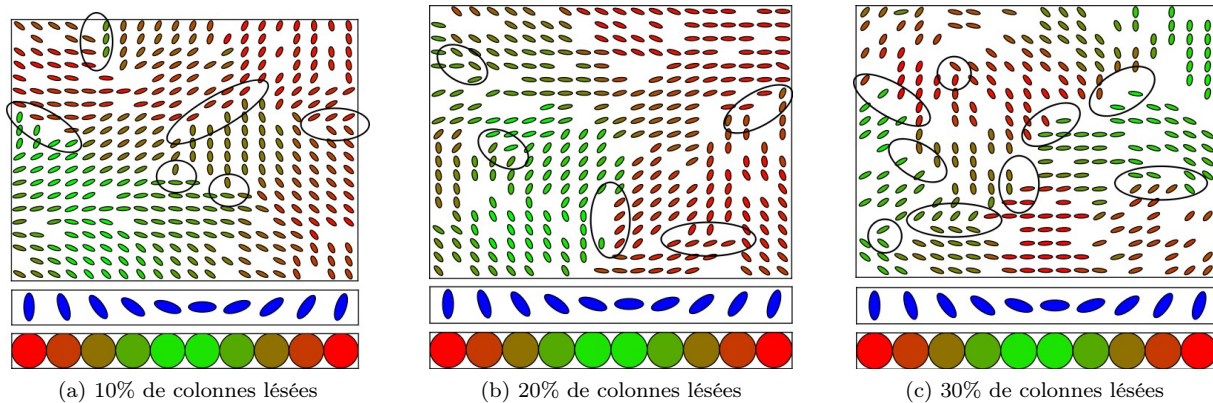 (a) 10% de colonnes lésées
(b) 20% de colonnes lésées
(c) 30% de colonnes lésées